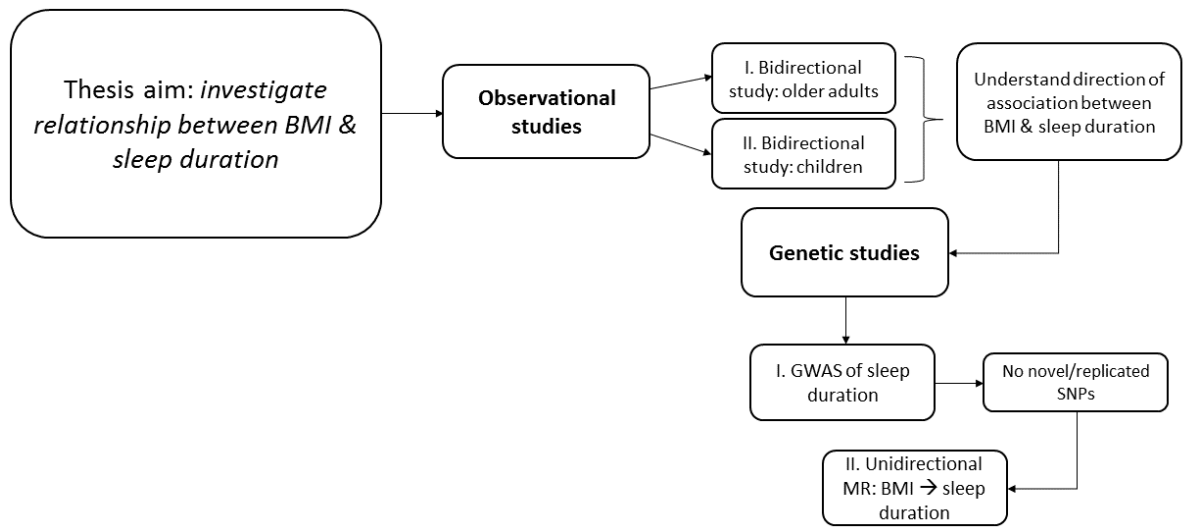 Thesis aim: investigate
relationship between BMI &
sleep duration
Observational
studies
I. Bidirectional
study: older adults
II. Bidirectional
study: children
Understand direction of
association between
BMI & sleep duration
Genetic studies
I. GWAS of sleep
duration
No novel/replicated
SNPs
II. Unidirectional
MR: BMI → sleep
duration